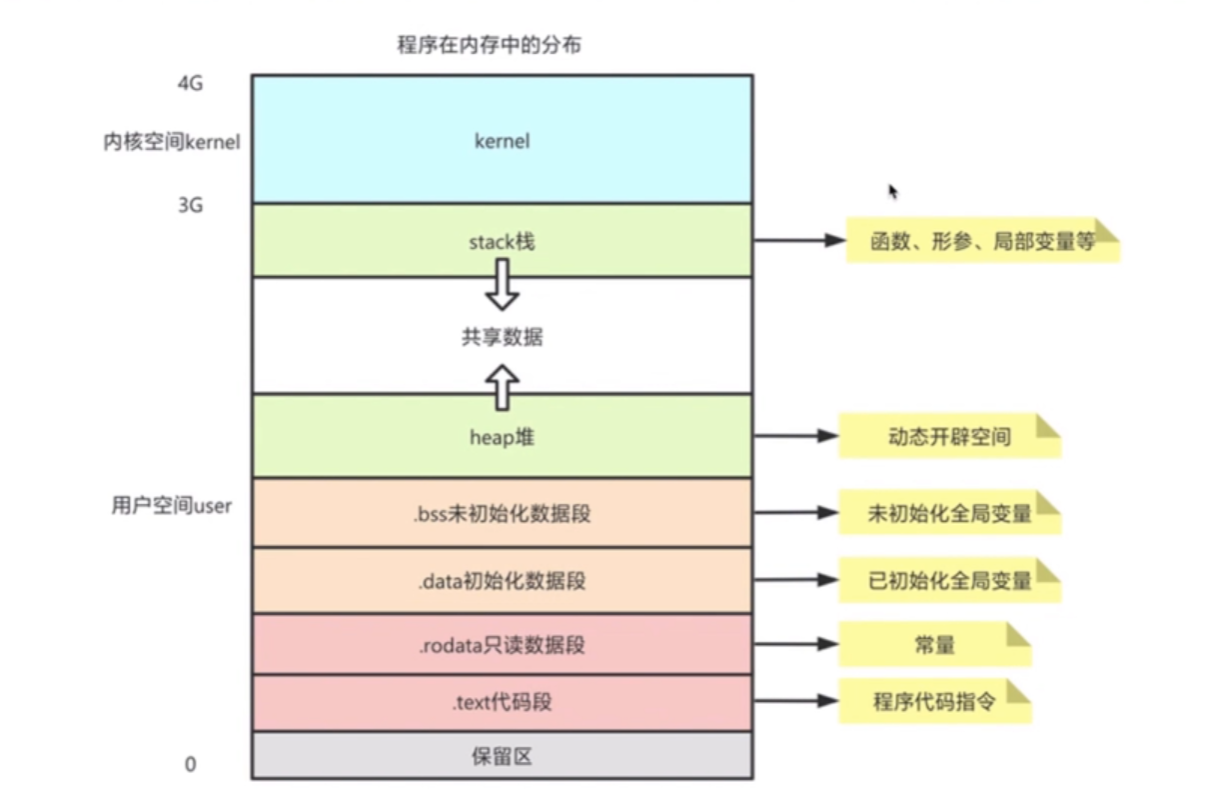 程序在内存中的分布
4G
内核空间kernel
kernel
3G
stack栈
函数、形参、局部变量等
共享数据
heap堆
动态开辟空间
用户空间user
.bss未初始化数据段
未初始化全局变量
.data初始化数据段
已初始化全局变量
.rodata只读数据段
常量
.text代码段
程序代码指令
保留区
0